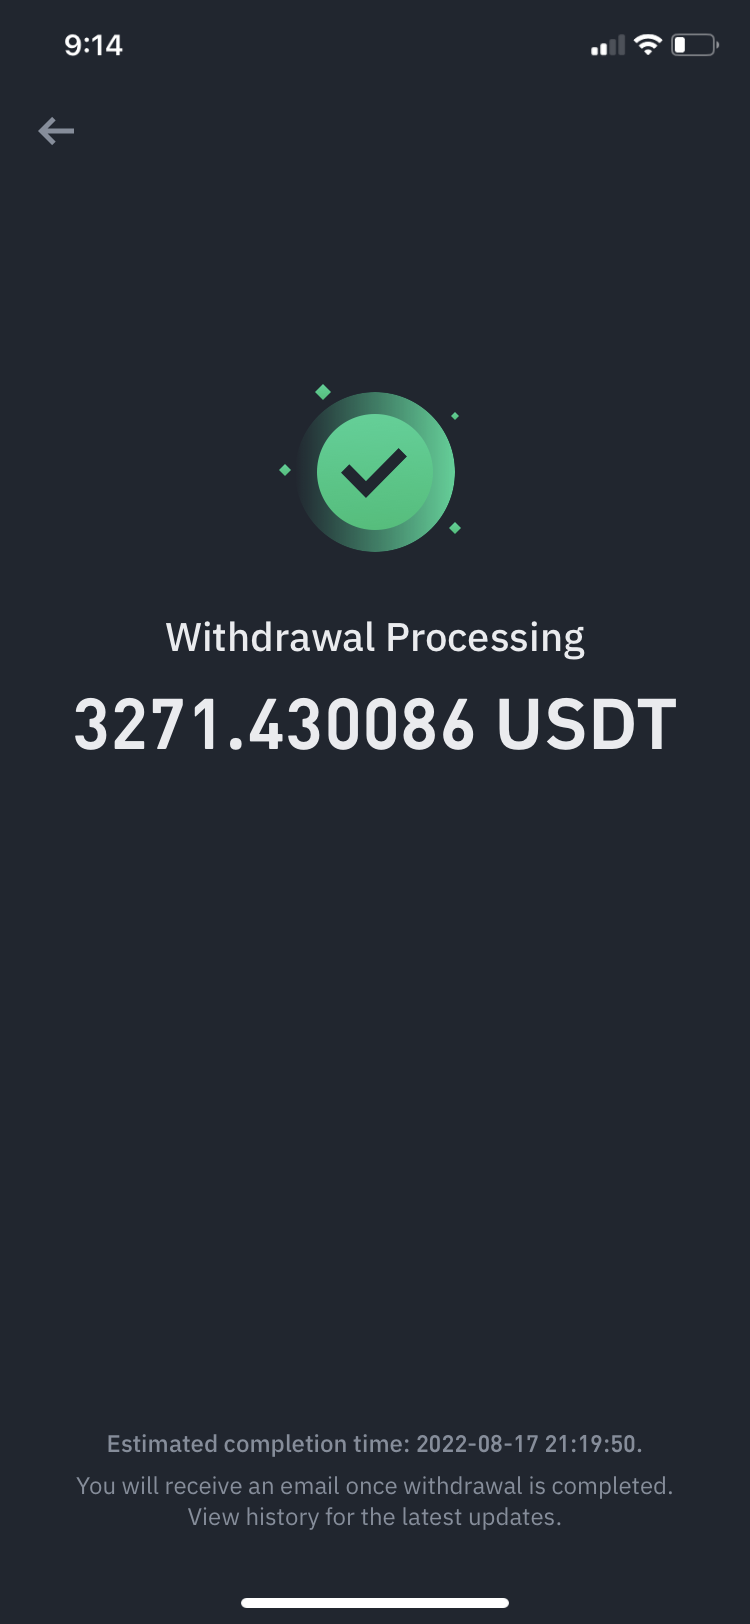 9:14
Withdrawal Processing
3271.430086 USDT
Estimated completion time: 2022-08-17 21:19:50.
You will receive an email once withdrawal is completed.
View history for the latest updates.